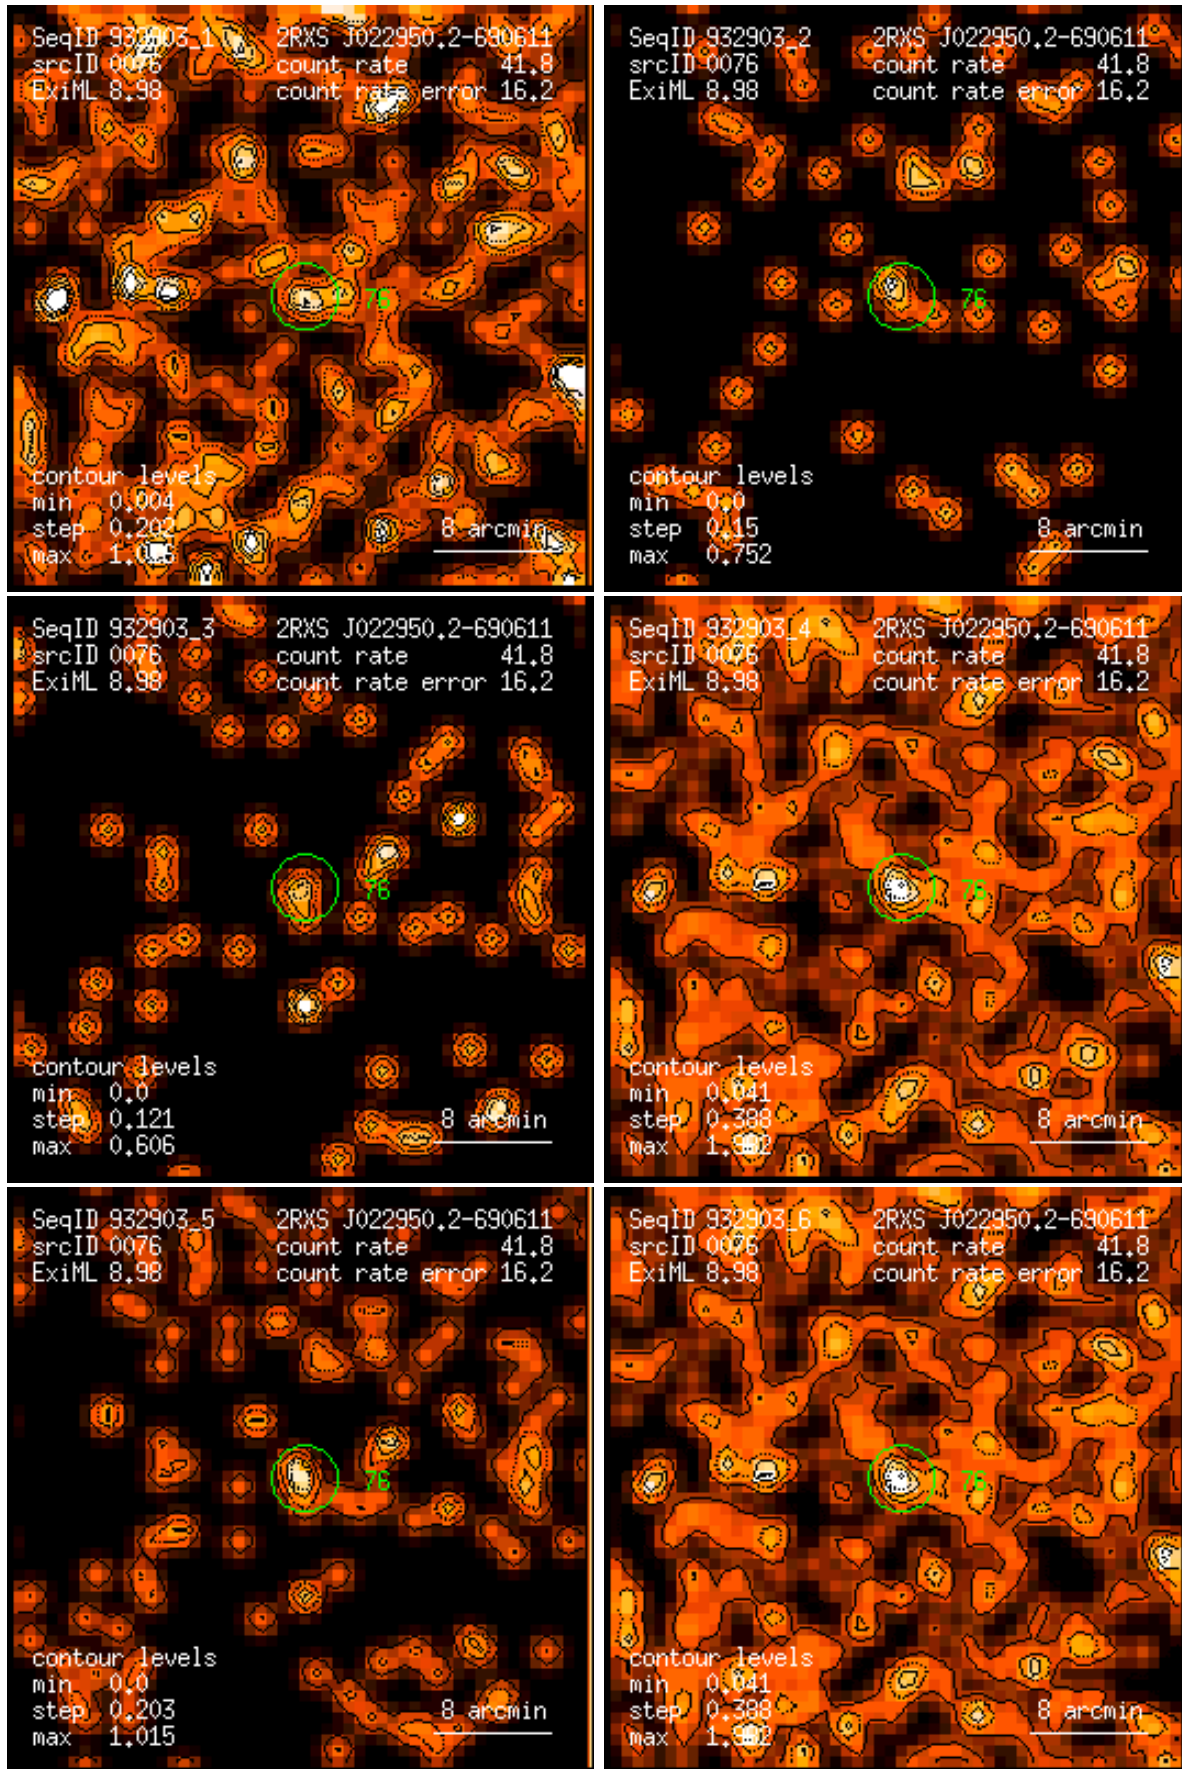 SeqID 932903_1 2RXS J022950.2-690611
srcID 0076 count rate 41.8
ExiML 8.98 count rate error 16.2
76
contour levels
min 0.004
step 0.202
max
8 arcmin
SeqID 932903_2 2RXS J022950.2-690611
srcID 0076 count rate 41.8
ExiML 8.98 count rate error 16.2
76
contour levels
min 0.0
step 0.15
max 0.752
8 arcmin
SeqID 932903_3 2RXS J022950.2-690611
srcID 0076 count rate 41.8
ExiML 8.98 count rate error 16.2
76
contour levels
min 0.0
step 0.121
max 0.606
8 arcmin
SeqID 932903_4 2RXS J022950.2-690611
srcID 0076 count rate 41.8
ExiML 8.98 count rate error 16.2
76
contour levels
min 0.041
step 0.388
max
8 arcmin
SeqID 932903_5 2RXS J022950.2-690611
srcID 0076 count rate 41.8
ExiML 8.98 count rate error 16.2
76
contour levels
min 0.0
step 0.203
max 1.015
8 arcmin
SeqID 932903_6 2RXS J022950.2-690611
srcID 0076 count rate 41.8
ExiML 8.98 count rate error 16.2
76
contour levels
min 0.041
step 0.388
max
8 arcmin